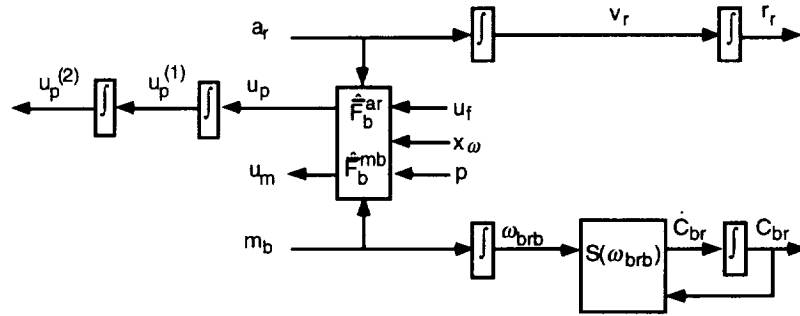 a_r ∫ v_r ∫ r_r
u_p^(2) ∫ u_p^(1) ∫ u_p F̂_b^ar u_f
x_ω
u_m F̂_b^mb p
m_b ∫ ω_brb S(ω_brb) Ċ_br ∫ C_br